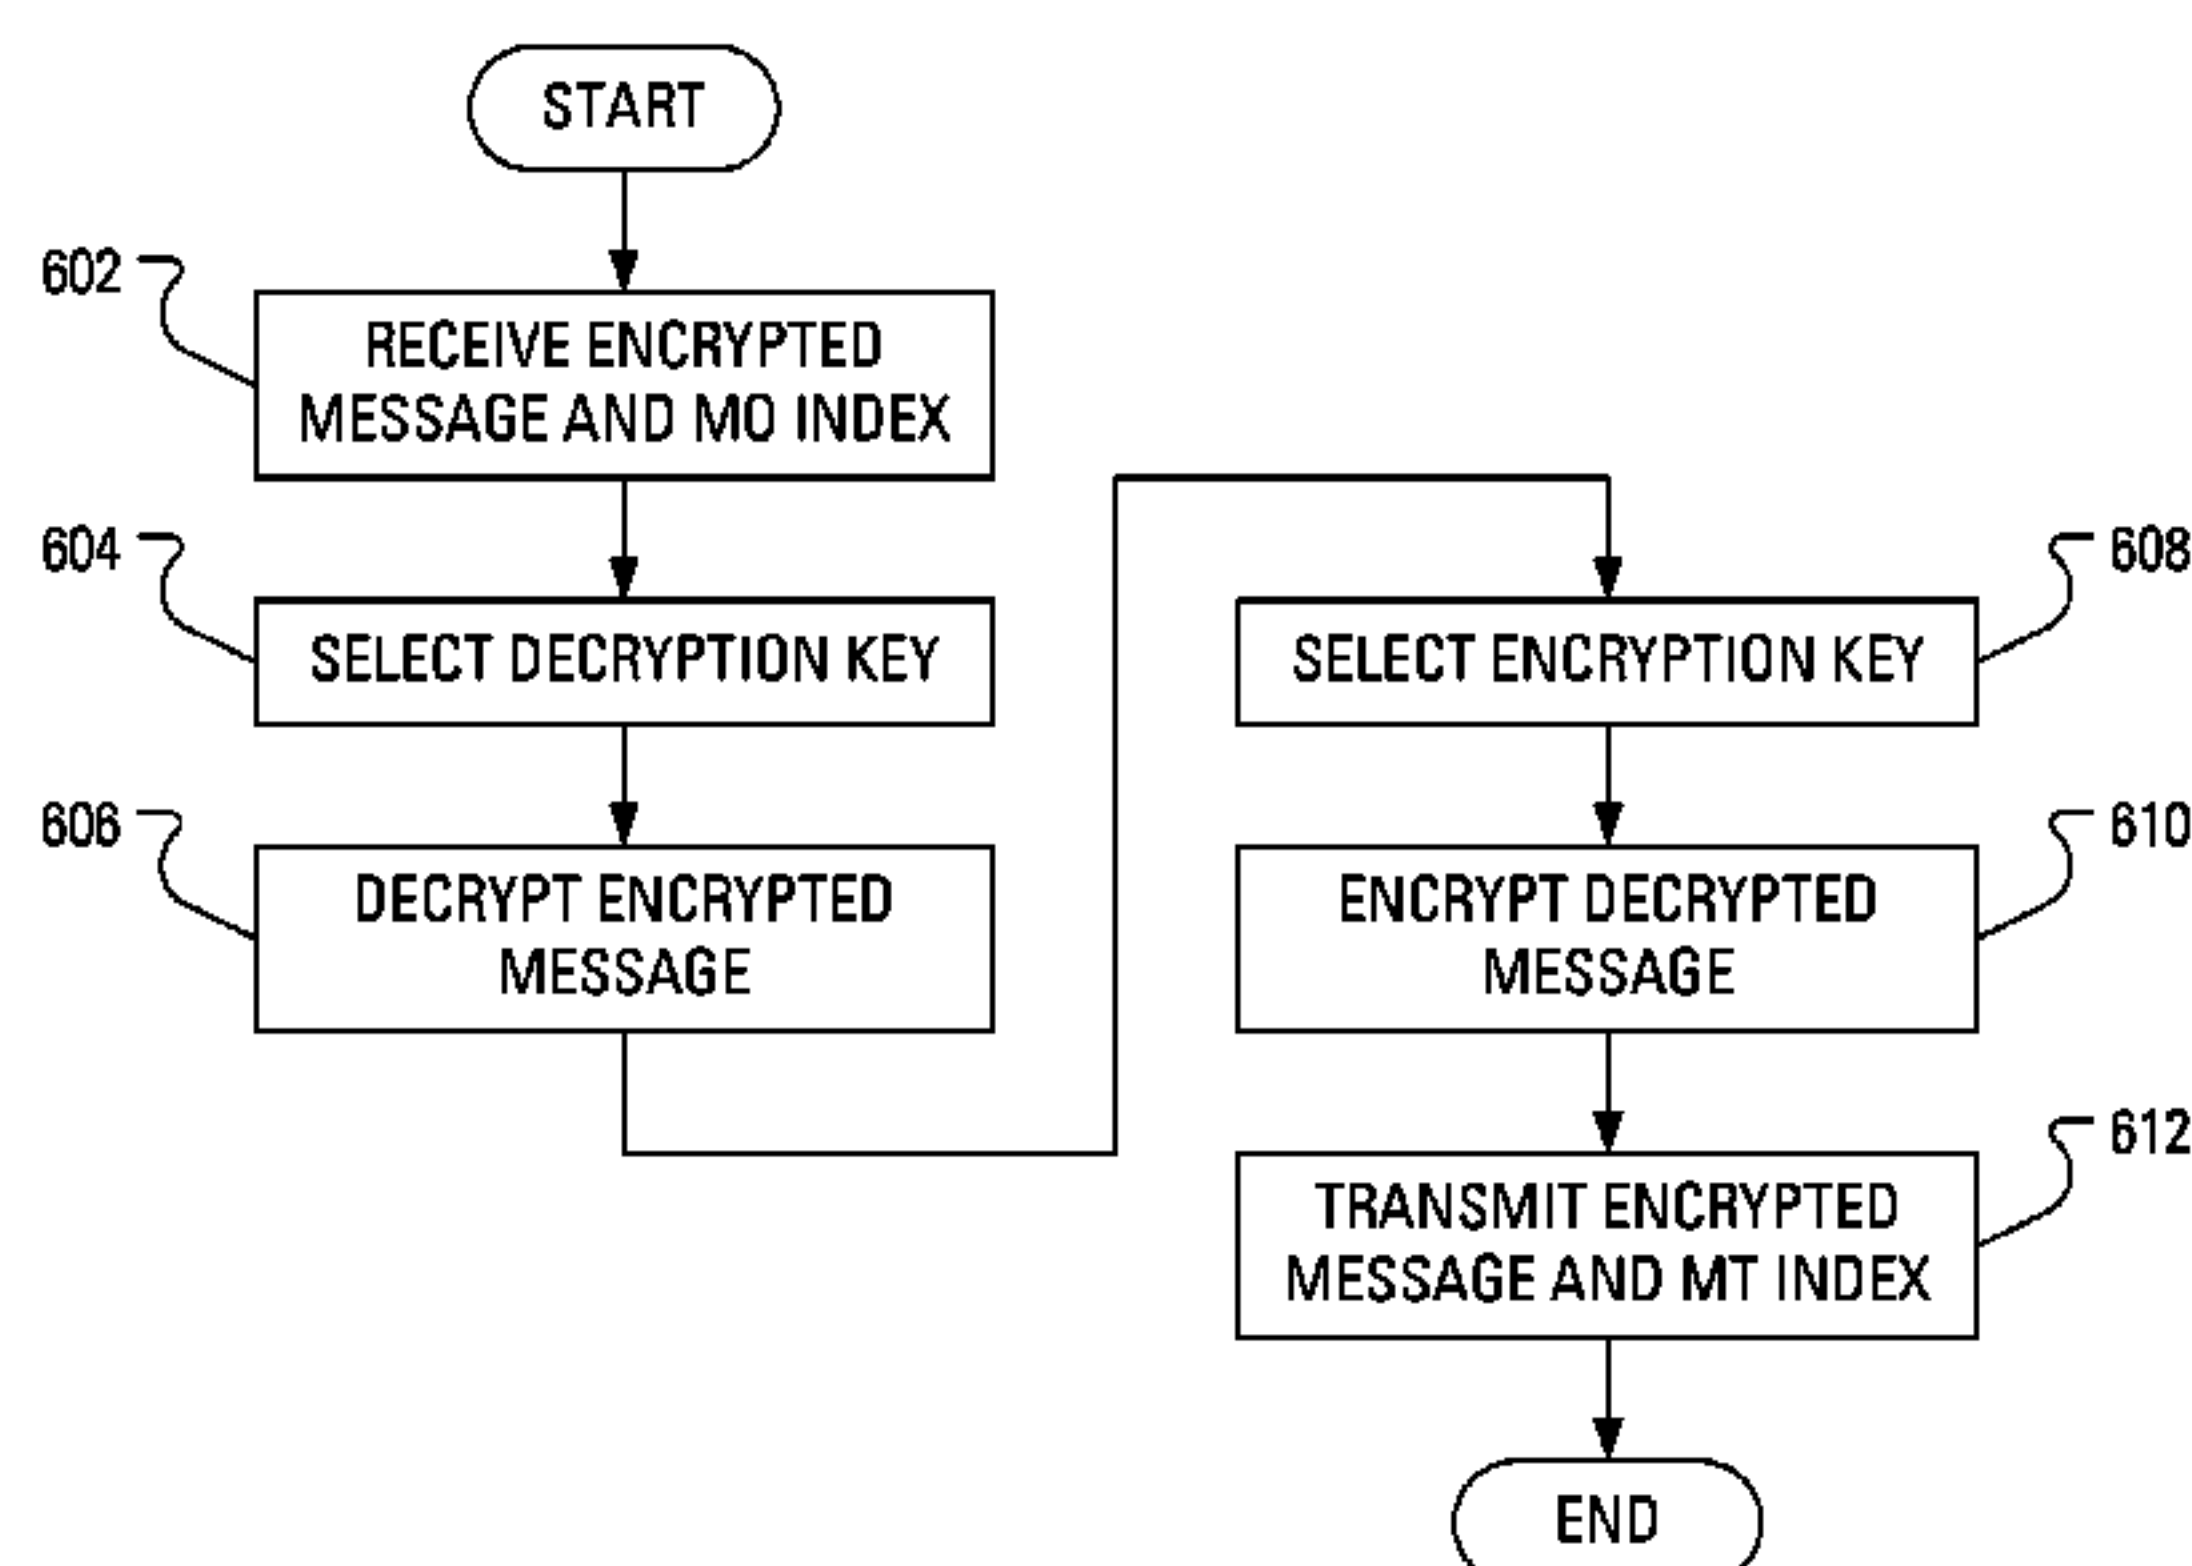 START
602
RECEIVE ENCRYPTED
MESSAGE AND MO INDEX
604
SELECT DECRYPTION KEY
606
DECRYPT ENCRYPTED
MESSAGE
608
SELECT ENCRYPTION KEY
610
ENCRYPT DECRYPTED
MESSAGE
612
TRANSMIT ENCRYPTED
MESSAGE AND MT INDEX
END